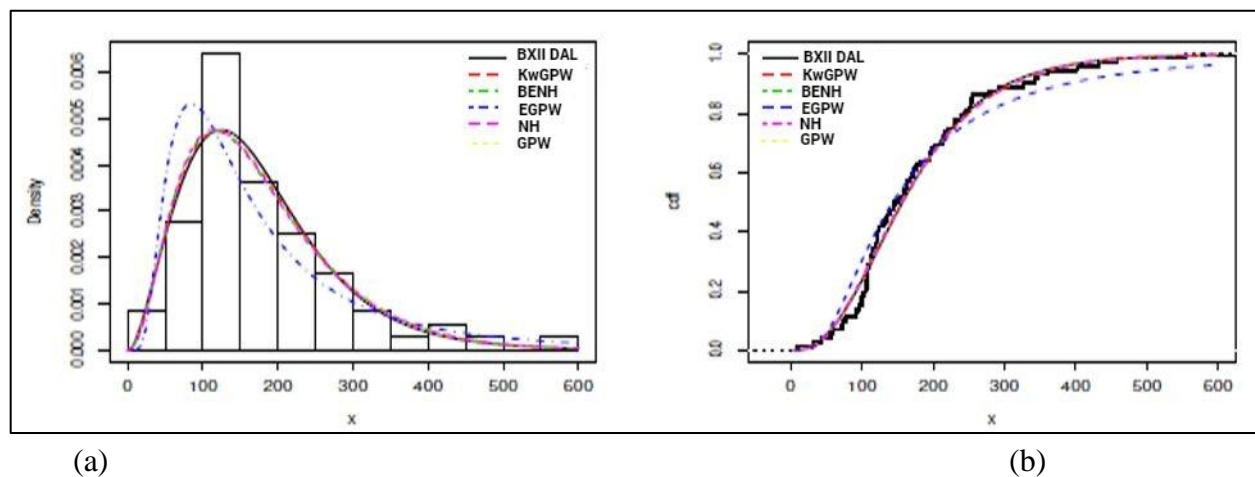 Density
0.000 0.001 0.002 0.003 0.004 0.005 0.006
BXII DAL
KwGPW
BENH
EGPW
NH
GPW
0 100 200 300 400 500 600
x
cdf
0.0 0.2 0.4 0.6 0.8 1.0
BXII DAL
KwGPW
BENH
EGPW
NH
GPW
0 100 200 300 400 500 600
x
(a) (b)